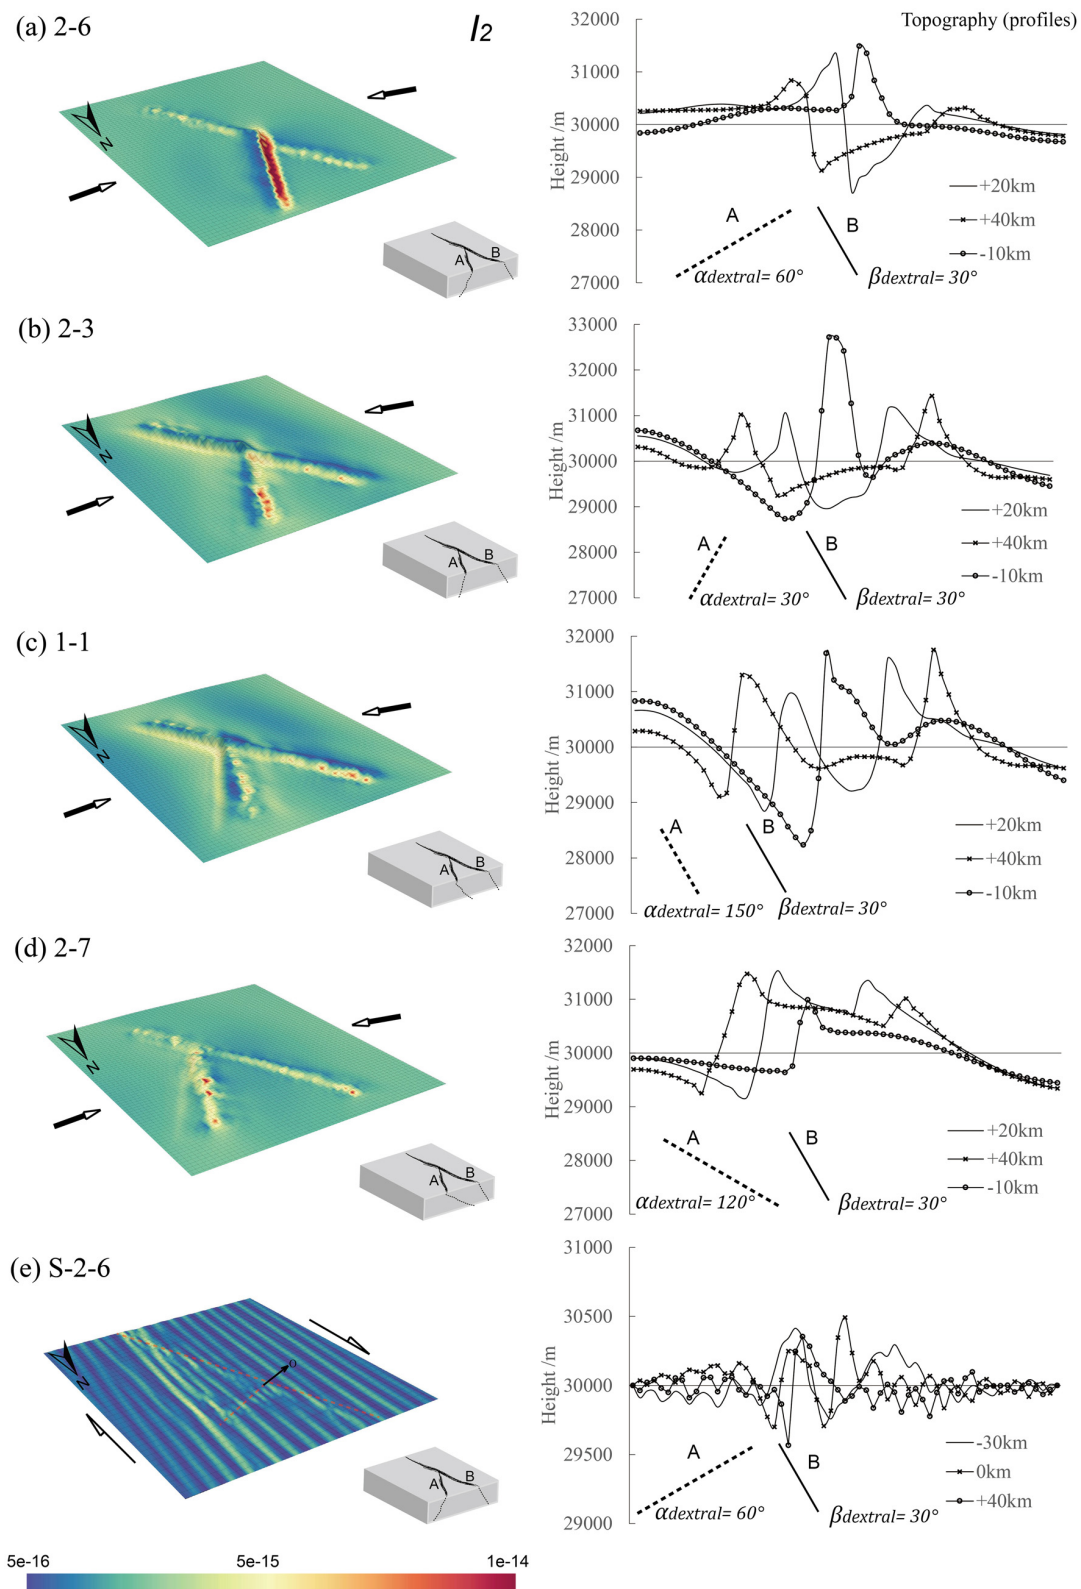 (a) 2-6
I2
Topography (profiles)
N
A B
32000
31000
30000
29000
28000
27000
Height /m
+20km
+40km
-10km
A
B
αdextral= 60°
βdextral= 30°
(b) 2-3
N
A B
33000
32000
31000
30000
29000
28000
27000
Height /m
+20km
+40km
-10km
A
B
αdextral= 30°
βdextral= 30°
(c) 1-1
N
A B
32000
31000
30000
29000
28000
27000
Height /m
+20km
+40km
-10km
A
B
αdextral= 150°
βdextral= 30°
(d) 2-7
N
A B
32000
31000
30000
29000
28000
27000
Height /m
+20km
+40km
-10km
A
B
αdextral= 120°
βdextral= 30°
(e) S-2-6
N
0
A B
31000
30500
30000
29500
29000
Height /m
-30km
0km
+40km
A
B
αdextral= 60°
βdextral= 30°
5e-16 5e-15 1e-14